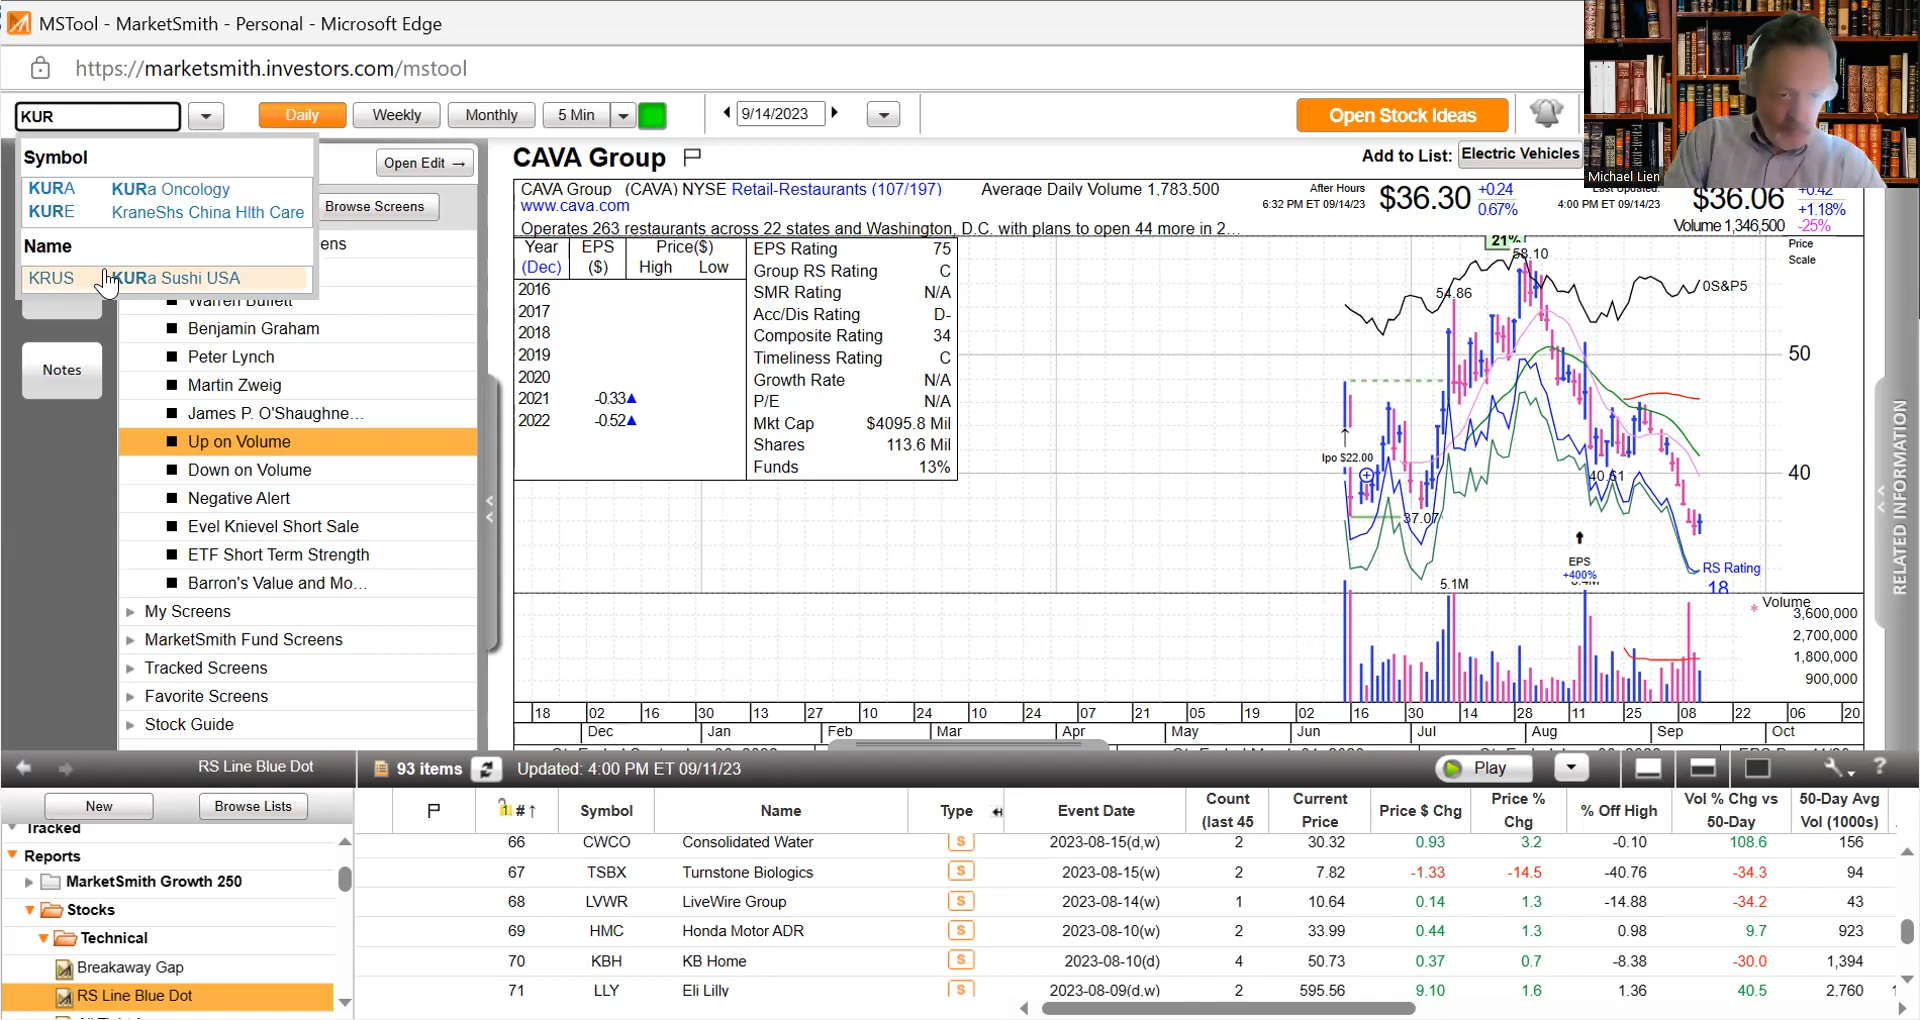 MSTool - MarketSmith - Personal - Microsoft Edge
https://marketsmith.investors.com/mstool
KUR
Daily
Weekly
Monthly
5 Min
9/14/2023
Open Stock Ideas
Michael Lien
Symbol
KURA KURa Oncology
KURE KraneShs China Hlth Care
Name
KRUS KURa Sushi USA
Open Edit →
Browse Screens
Notes
Warren Buffett
Benjamin Graham
Peter Lynch
Martin Zweig
James P. O'Shaughne...
Up on Volume
Down on Volume
Negative Alert
Evel Knievel Short Sale
ETF Short Term Strength
Barron's Value and Mo...
My Screens
MarketSmith Fund Screens
Tracked Screens
Favorite Screens
Stock Guide
CAVA Group
Add to List: Electric Vehicles
CAVA Group (CAVA) NYSE Retail-Restaurants (107/197) Average Daily Volume 1,783,500
www.cava.com
Operates 263 restaurants across 22 states and Washington, D.C. with plans to open 44 more in 2...
After Hours
6:32 PM ET 09/14/23
$36.30 +0.24
0.67%
4:00 PM ET 09/14/23
$36.06 +0.42
+1.18%
Volume 1,346,500 -25%
Year EPS Price($)
(Dec) ($) High Low
2016
2017
2018
2019
2020
2021 -0.33▲
2022 -0.52▲
EPS Rating 75
Group RS Rating C
SMR Rating N/A
Acc/Dis Rating D-
Composite Rating 34
Timeliness Rating C
Growth Rate N/A
P/E N/A
Mkt Cap $4095.8 Mil
Shares 113.6 Mil
Funds 13%
21%
58.10
54.86
0S&P5
Price
Scale
50
40
Ipo $22.00
40.61
37.07
EPS
+400%
RS Rating
18
5.1M
Volume
3,600,000
2,700,000
1,800,000
900,000
18 02 16 30 13 27 10 24 10 24 07 21 05 19 02 16 30 14 28 11 25 08 22 06 20
Dec Jan Feb Mar Apr May Jun Jul Aug Sep Oct
RELATED INFORMATION
RS Line Blue Dot
93 items
Updated: 4:00 PM ET 09/11/23
Play
?
New
Browse Lists
Tracked
Reports
MarketSmith Growth 250
Stocks
Technical
Breakaway Gap
RS Line Blue Dot
#↑ Symbol Name Type Event Date Count (last 45 Current Price Price $ Chg Price % Chg % Off High Vol % Chg vs 50-Day 50-Day Avg Vol (1000s)
66 CWCO Consolidated Water S 2023-08-15(d,w) 2 30.32 0.93 3.2 -0.10 108.6 156
67 TSBX Turnstone Biologics S 2023-08-15(w) 2 7.82 -1.33 -14.5 -40.76 -34.3 94
68 LVWR LiveWire Group S 2023-08-14(w) 1 10.64 0.14 1.3 -14.88 -34.2 43
69 HMC Honda Motor ADR S 2023-08-10(w) 2 33.99 0.44 1.3 0.98 9.7 923
70 KBH KB Home S 2023-08-10(d) 4 50.73 0.37 0.7 -8.38 -30.0 1,394
71 LLY Eli Lilly S 2023-08-09(d,w) 2 595.56 9.10 1.6 1.36 40.5 2,760